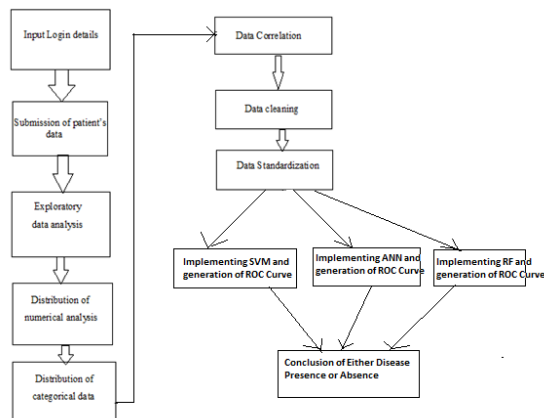 Input Login details
Submission of patient's
data
Exploratory
data analysis
Distribution of
numerical analysis
Distribution of
categorical data
Data Correlation
Data cleaning
Data Standardization
Implementing SVM and
generation of ROC Curve
Implementing ANN and
generation of ROC Curve
Implementing RF and
generation of ROC Curve
Conclusion of Either Disease
Presence or Absence